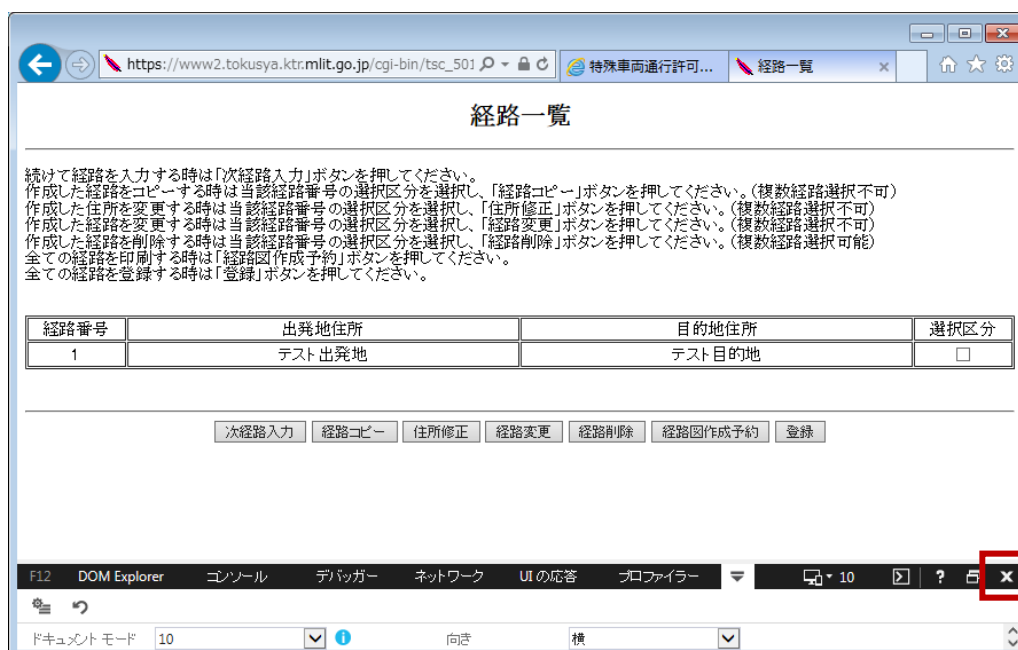 https://www2.tokusya.ktr.mlit.go.jp/cgi-bin/tsc_501
特殊車両通行許可...
経路一覧
経路一覧
続けて経路を入力する時は「次経路入力」ボタンを押してください。
作成した経路をコピーする時は当該経路番号の選択区分を選択し、「経路コピー」ボタンを押してください。(複数経路選択不可)
作成した住所を変更する時は当該経路番号の選択区分を選択し、「住所修正」ボタンを押してください。(複数経路選択不可)
作成した経路を変更する時は当該経路番号の選択区分を選択し、「経路変更」ボタンを押してください。(複数経路選択不可)
作成した経路を削除する時は当該経路番号の選択区分を選択し、「経路削除」ボタンを押してください。(複数経路選択可能)
全ての経路を印刷する時は「経路図作成予約」ボタンを押してください。
全ての経路を登録する時は「登録」ボタンを押してください。
経路番号 出発地住所 目的地住所 選択区分
1 テスト出発地 テスト目的地
次経路入力 経路コピー 住所修正 経路変更 経路削除 経路図作成予約 登録
F12 DOM Explorer コンソール デバッガー ネットワーク UI の応答 プロファイラー 10 ?
ドキュメント モード 10 向き 横